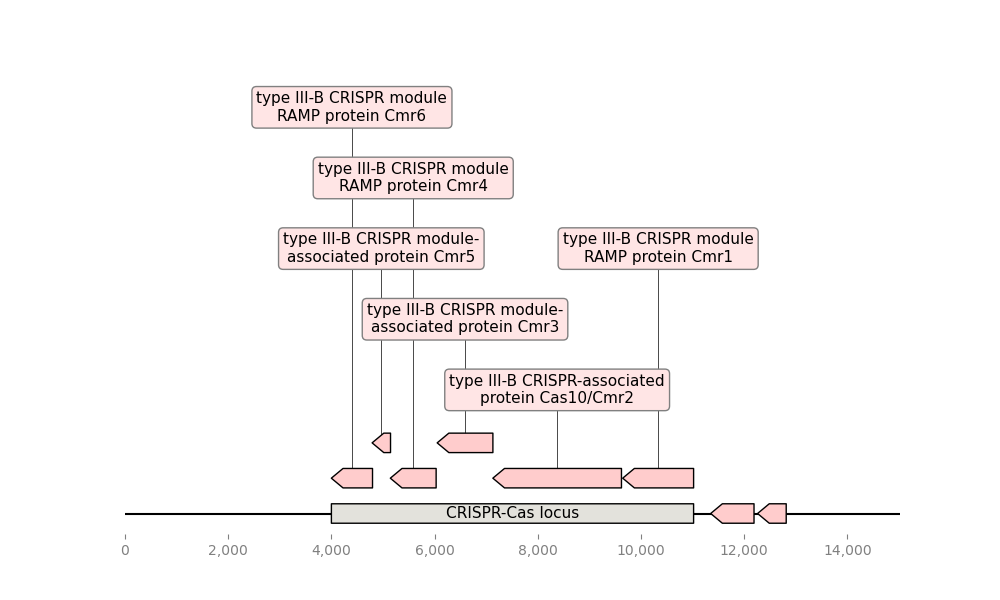 type III-B CRISPR module
RAMP protein Cmr6
type III-B CRISPR module
RAMP protein Cmr4
type III-B CRISPR module-
associated protein Cmr5
type III-B CRISPR module
RAMP protein Cmr1
type III-B CRISPR module-
associated protein Cmr3
type III-B CRISPR-associated
protein Cas10/Cmr2
CRISPR-Cas locus
0 2,000 4,000 6,000 8,000 10,000 12,000 14,000